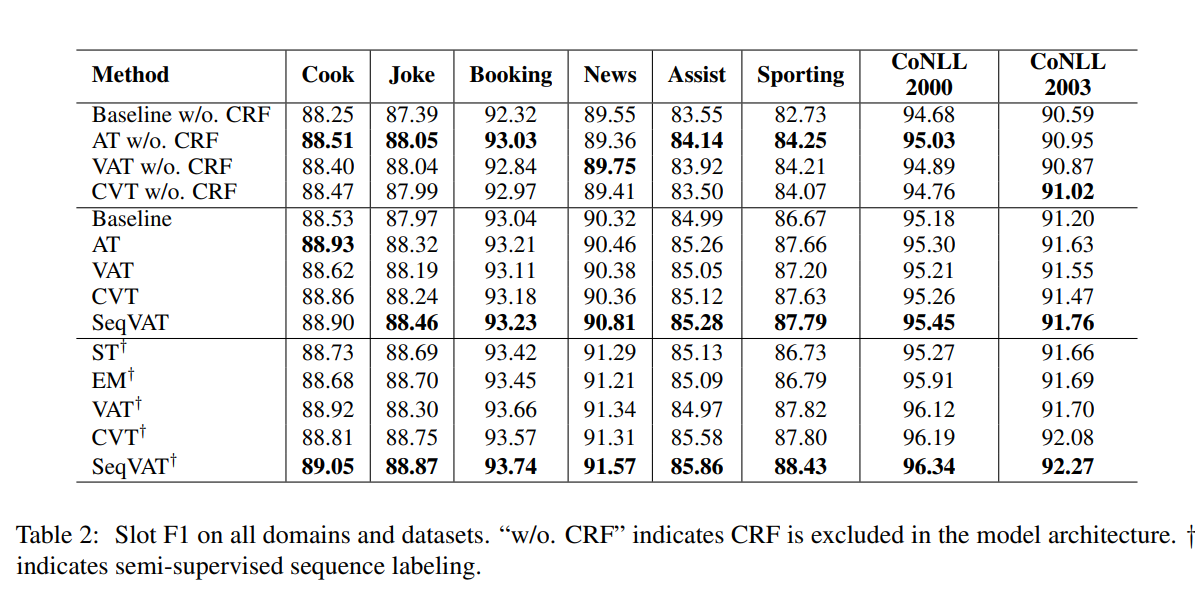 Method Cook Joke Booking News Assist Sporting CoNLL 2000 CoNLL 2003
Baseline w/o. CRF 88.25 87.39 92.32 89.55 83.55 82.73 94.68 90.59
AT w/o. CRF 88.51 88.05 93.03 89.36 84.14 84.25 95.03 90.95
VAT w/o. CRF 88.40 88.04 92.84 89.75 83.92 84.21 94.89 90.87
CVT w/o. CRF 88.47 87.99 92.97 89.41 83.50 84.07 94.76 91.02
Baseline 88.53 87.97 93.04 90.32 84.99 86.67 95.18 91.20
AT 88.93 88.32 93.21 90.46 85.26 87.66 95.30 91.63
VAT 88.62 88.19 93.11 90.38 85.05 87.20 95.21 91.55
CVT 88.86 88.24 93.18 90.36 85.12 87.63 95.26 91.47
SeqVAT 88.90 88.46 93.23 90.81 85.28 87.79 95.45 91.76
ST† 88.73 88.69 93.42 91.29 85.13 86.73 95.27 91.66
EM† 88.68 88.70 93.45 91.21 85.09 86.79 95.91 91.69
VAT† 88.92 88.30 93.66 91.34 84.97 87.82 96.12 91.70
CVT† 88.81 88.75 93.57 91.31 85.58 87.80 96.19 92.08
SeqVAT† 89.05 88.87 93.74 91.57 85.86 88.43 96.34 92.27
Table 2: Slot F1 on all domains and datasets. “w/o. CRF” indicates CRF is excluded in the model architecture. †
indicates semi-supervised sequence labeling.